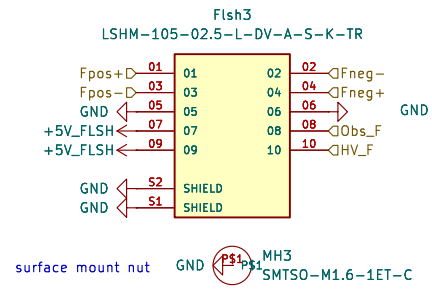 Flsh3
LSHM-105-02.5-L-DV-A-S-K-TR
Fpos+ 01 01 02 02 Fneg-
Fpos- 03 03 04 04 Fneg+
GND 05 05 06 06 GND
+5V_FLSH 07 07 08 08 Obs_F
+5V_FLSH 09 09 10 10 HV_F
GND S2 SHIELD
GND S1 SHIELD
surface mount nut GND P$1 P$1 MH3
SMTSO-M1.6-1ET-C